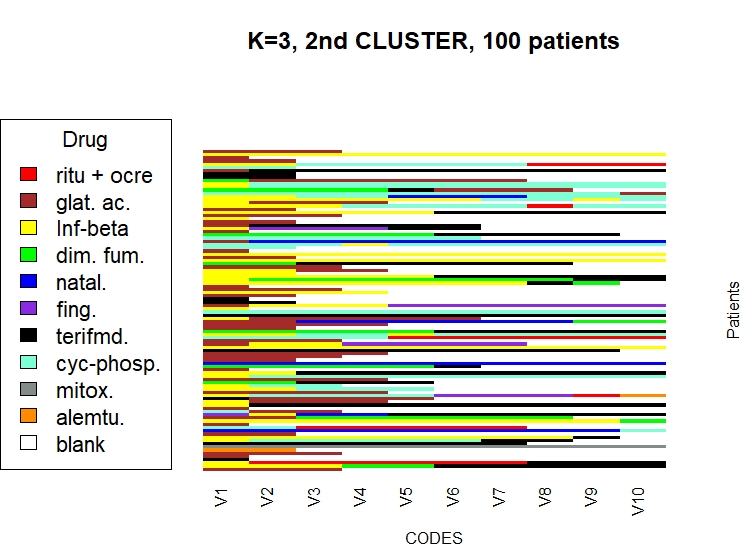 K=3, 2nd CLUSTER, 100 patients
Drug
ritu + ocre
glat. ac.
Inf-beta
dim. fum.
natal.
fing.
terifmd.
cyc-phosp.
mitox.
alemtu.
blank
Patients
V1 V2 V3 V4 V5 V6 V7 V8 V9 V10
CODES